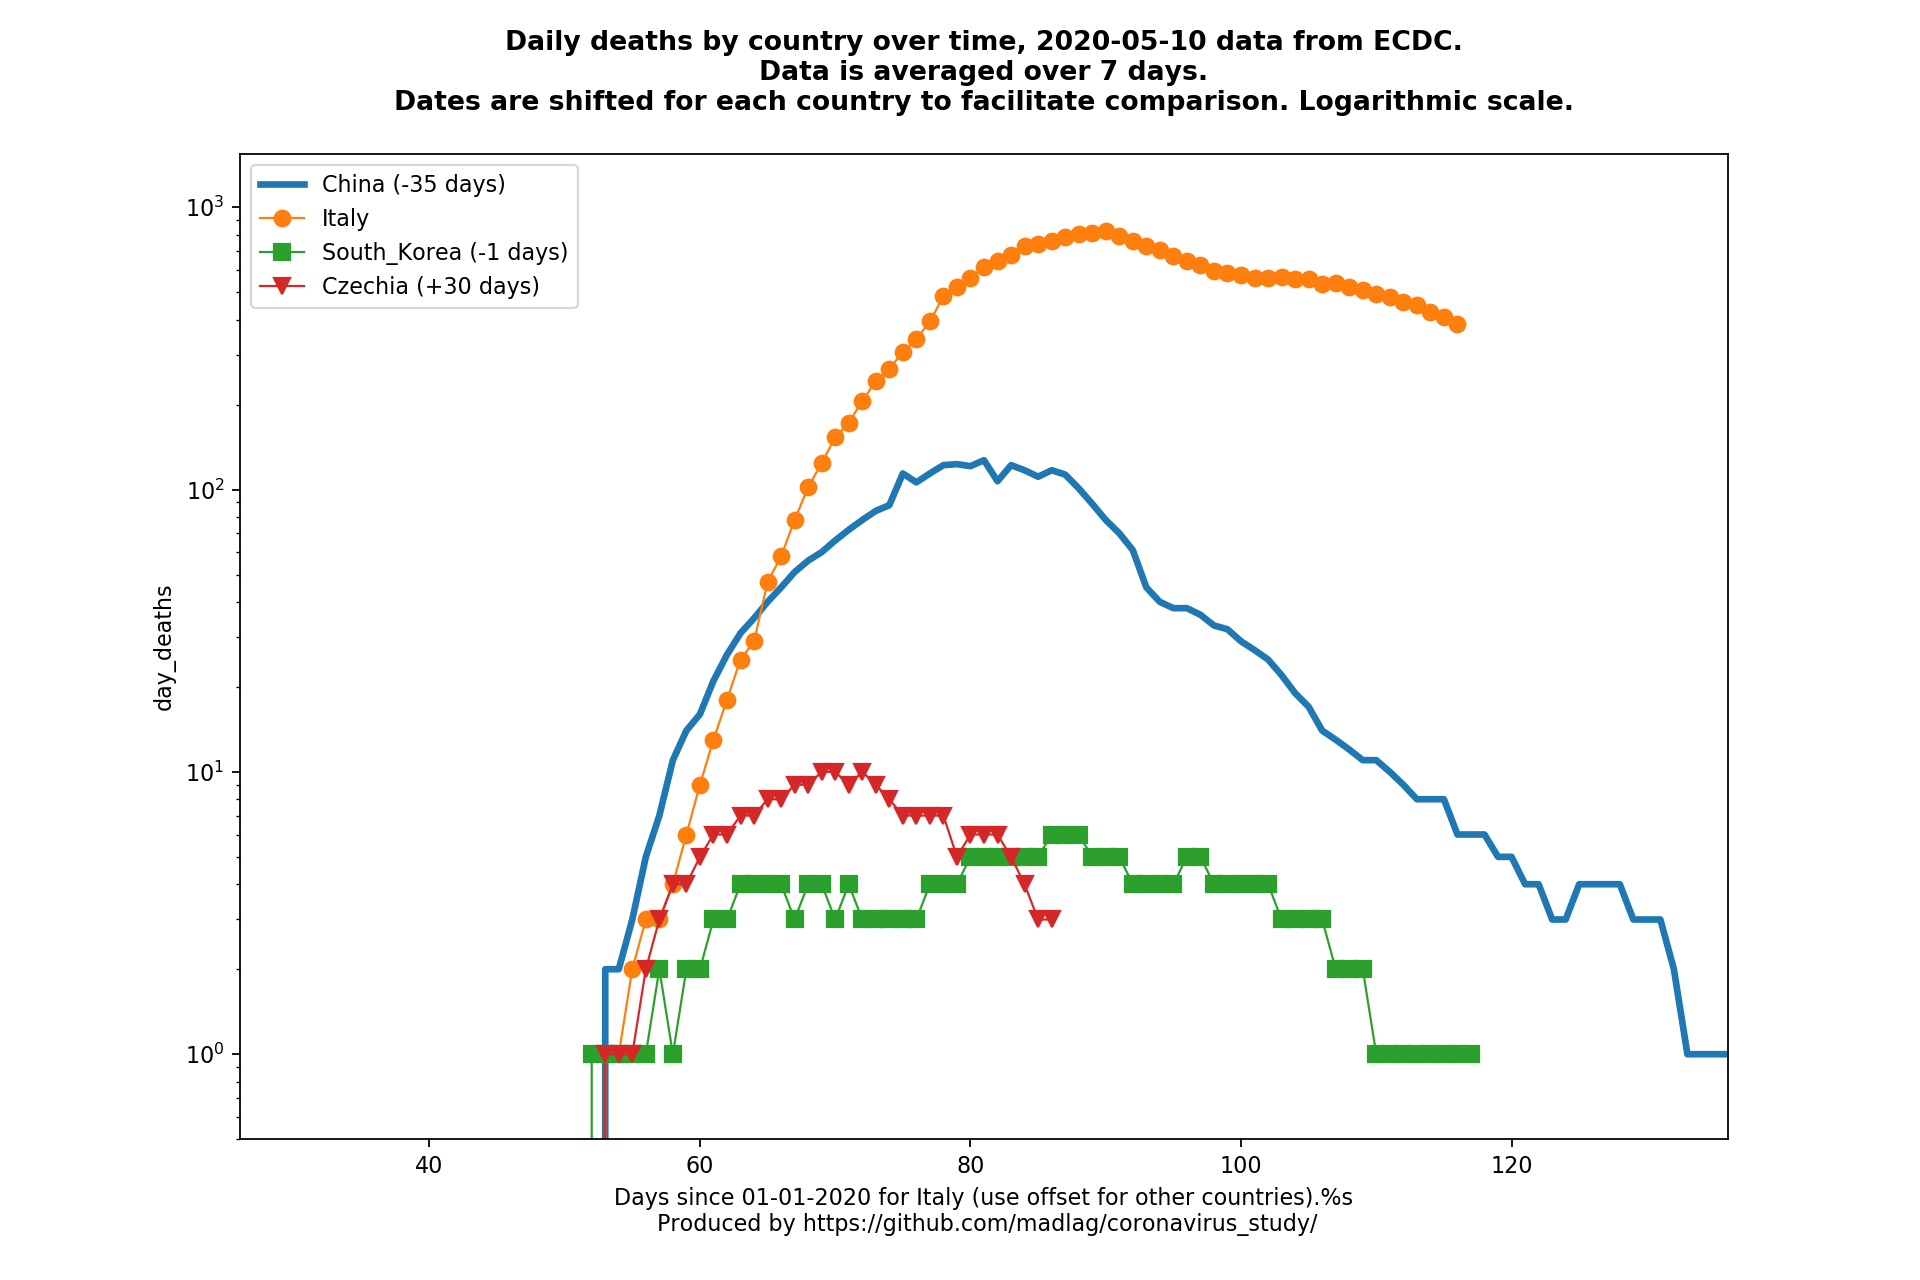 Daily deaths by country over time, 2020-05-10 data from ECDC.
Data is averaged over 7 days.
Dates are shifted for each country to facilitate comparison. Logarithmic scale.
China (-35 days)
Italy
South_Korea (-1 days)
Czechia (+30 days)
10³
10²
10¹
10⁰
day_deaths
40 60 80 100 120
Days since 01-01-2020 for Italy (use offset for other countries).%s
Produced by https://github.com/madlag/coronavirus_study/